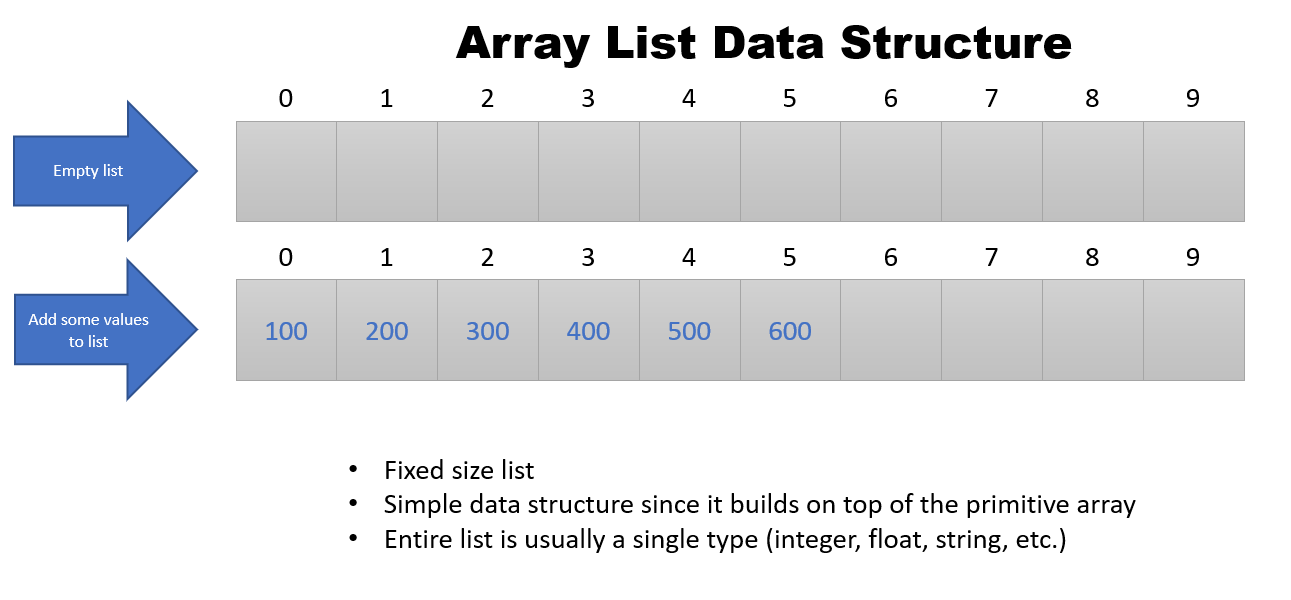 Array List Data Structure
0 1 2 3 4 5 6 7 8 9
Empty list
0 1 2 3 4 5 6 7 8 9
Add some values
to list
100 200 300 400 500 600
• Fixed size list
• Simple data structure since it builds on top of the primitive array
• Entire list is usually a single type (integer, float, string, etc.)